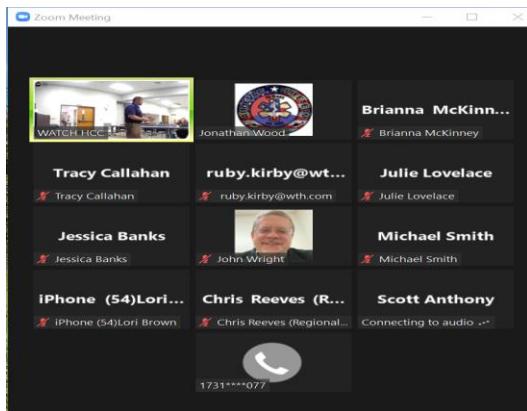 Zoom Meeting
WATCH HCC
Jonathan Wood
Brianna McKinn...
Brianna McKinney
Tracy Callahan
Tracy Callahan
ruby.kirby@wt...
ruby.kirby@wth.com
Julie Lovelace
Julie Lovelace
Jessica Banks
Jessica Banks
John Wright
Michael Smith
Michael Smith
iPhone (54)Lori...
iPhone (54)Lori Brown
Chris Reeves (R...
Chris Reeves (Regional...
Scott Anthony
Connecting to audio ...
1731****077